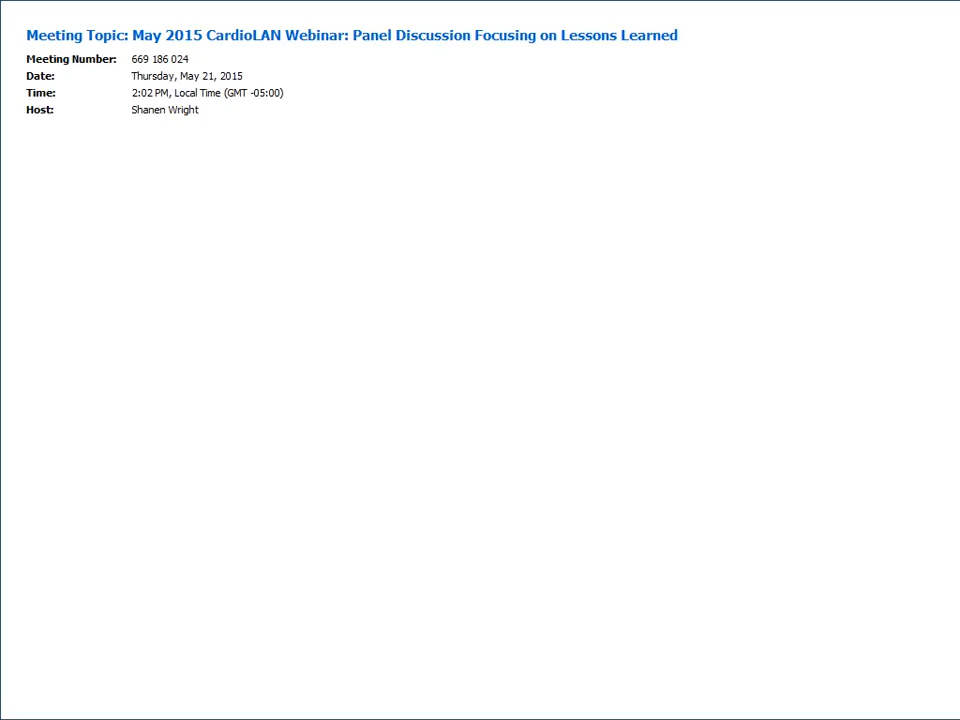 Meeting Topic: May 2015 CardioLAN Webinar: Panel Discussion Focusing on Lessons Learned
Meeting Number: 669 186 024
Date: Thursday, May 21, 2015
Time: 2:02 PM, Local Time (GMT -05:00)
Host: Shanen Wright